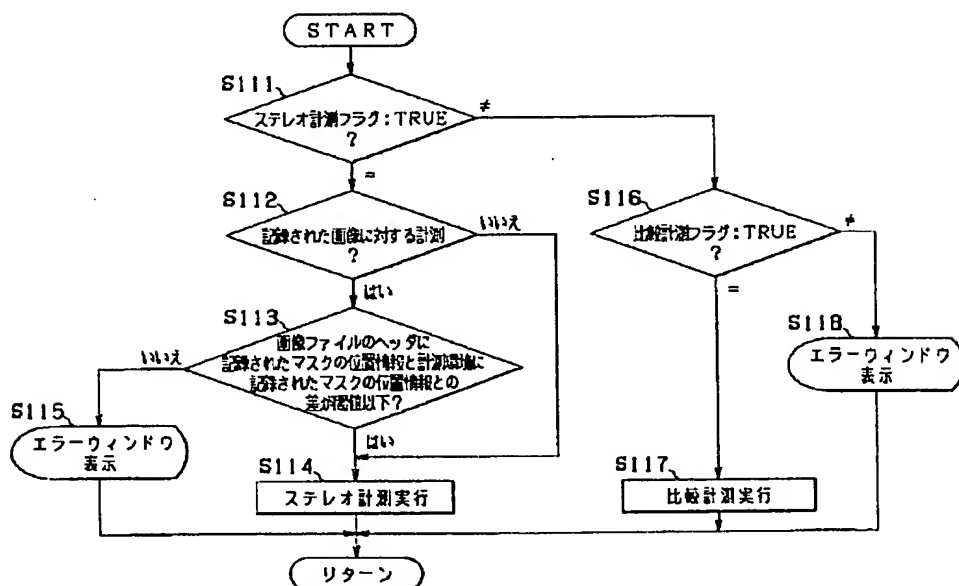 START
S111
ステレオ計測フラグ:TRUE
?
≠
=
S112
記録された画像に対する計測
?
いいえ
はい
S116
比較計測フラグ:TRUE
?
≠
=
S113
画像ファイルのヘッダに
記録されたマスクの位置情報と計測環境に
記録されたマスクの位置情報との
差が閾値以下?
いいえ
はい
S118
エラーウィンドウ
表示
S115
エラーウィンドウ
表示
S114
ステレオ計測実行
S117
比較計測実行
リターン